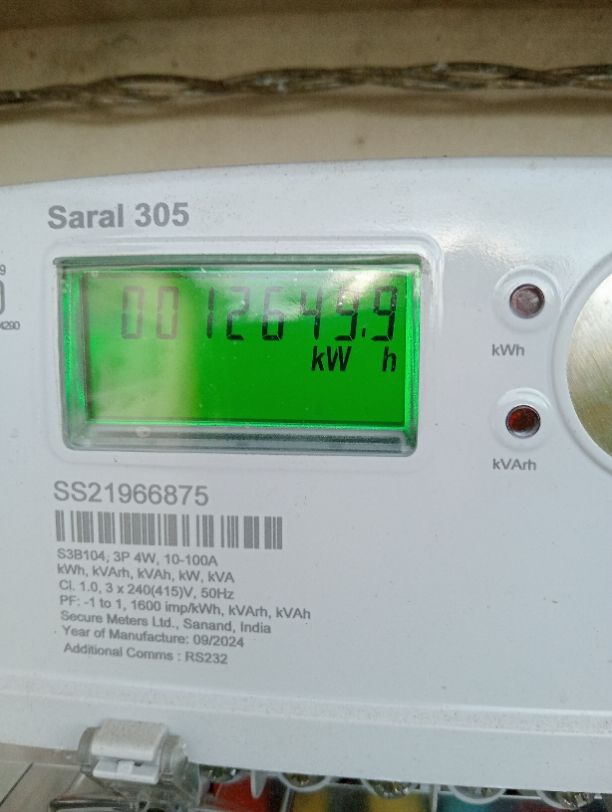 Saral 305
9
4290
0012649.9
kW h
kWh
kVArh
SS21966875
S3B104, 3P 4W, 10-100A
kWh, kVArh, kVAh, kW, kVA
Cl. 1.0, 3 x 240(415)V, 50Hz
PF: -1 to 1, 1600 imp/kWh, kVArh, kVAh
Secure Meters Ltd., Sanand, India
Year of Manufacture: 09/2024
Additional Comms : RS232